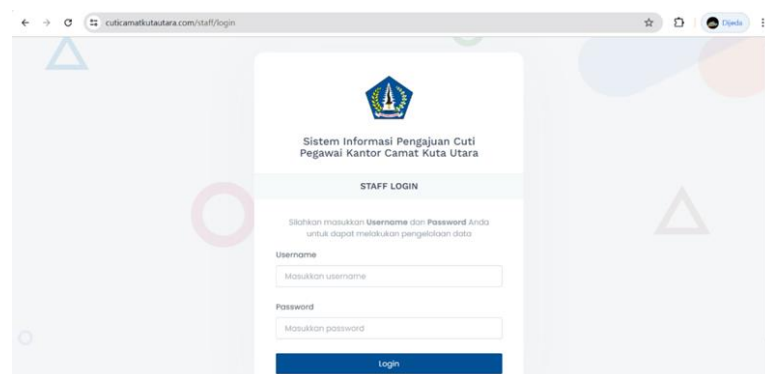 cuticamatkutautara.com/staff/login
Dijeda
Sistem Informasi Pengajuan Cuti
Pegawai Kantor Camat Kuta Utara
STAFF LOGIN
Silahkan masukkan Username dan Password Anda
untuk dapat melakukan pengelolaan data
Username
Masukkan username
Password
Masukkan password
Login